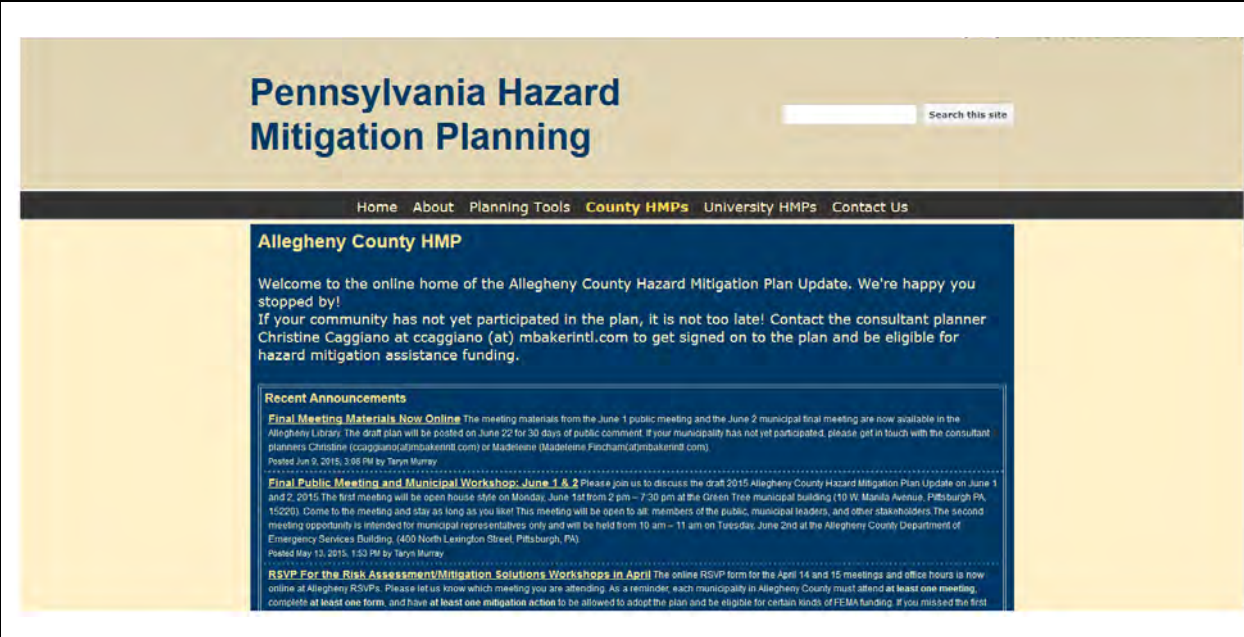 Pennsylvania Hazard
Mitigation Planning
Search this site
Home About Planning Tools County HMPs University HMPs Contact Us
Allegheny County HMP
Welcome to the online home of the Allegheny County Hazard Mitigation Plan Update. We're happy you
stopped by!
If your community has not yet participated in the plan, it is not too late! Contact the consultant planner
Christine Caggiano at ccaggiano (at) mbakerintl.com to get signed on to the plan and be eligible for
hazard mitigation assistance funding.
Recent Announcements
Final Meeting Materials Now Online The meeting materials from the June 1 public meeting and the June 2 municipal final meeting are now available in the
Allegheny Library. The draft plan will be posted on June 22 for 30 days of public comment. If your municipality has not yet participated, please get in touch with the consultant
planners Christine (ccaggiano(at)mbakerintl.com) or Madeleine (Madeleine.Fincham(at)mbakerintl.com).
Posted Jun 9, 2015, 3:06 PM by Taryn Murray
Final Public Meeting and Municipal Workshop: June 1 & 2 Please join us to discuss the draft 2015 Allegheny County Hazard Mitigation Plan Update on June 1
and 2, 2015. The first meeting will be open house style on Monday, June 1st from 2 pm – 7:30 pm at the Green Tree municipal building (10 W. Manila Avenue, Pittsburgh PA,
15220). Come to the meeting and stay as long as you like! This meeting will be open to all: members of the public, municipal leaders, and other stakeholders.The second
meeting opportunity is intended for municipal representatives only and will be held from 10 am – 11 am on Tuesday, June 2nd at the Allegheny County Department of
Emergency Services Building. (400 North Lexington Street, Pittsburgh, PA).
Posted May 13, 2015, 1:53 PM by Taryn Murray
RSVP For the Risk Assessment/Mitigation Solutions Workshops in April The online RSVP form for the April 14 and 15 meetings and office hours is now
online at Allegheny RSVPs. Please let us know which meeting you are attending. As a reminder, each municipality in Allegheny County must attend at least one meeting,
complete at least one form, and have at least one mitigation action to be allowed to adopt the plan and be eligible for certain kinds of FEMA funding. If you missed the first